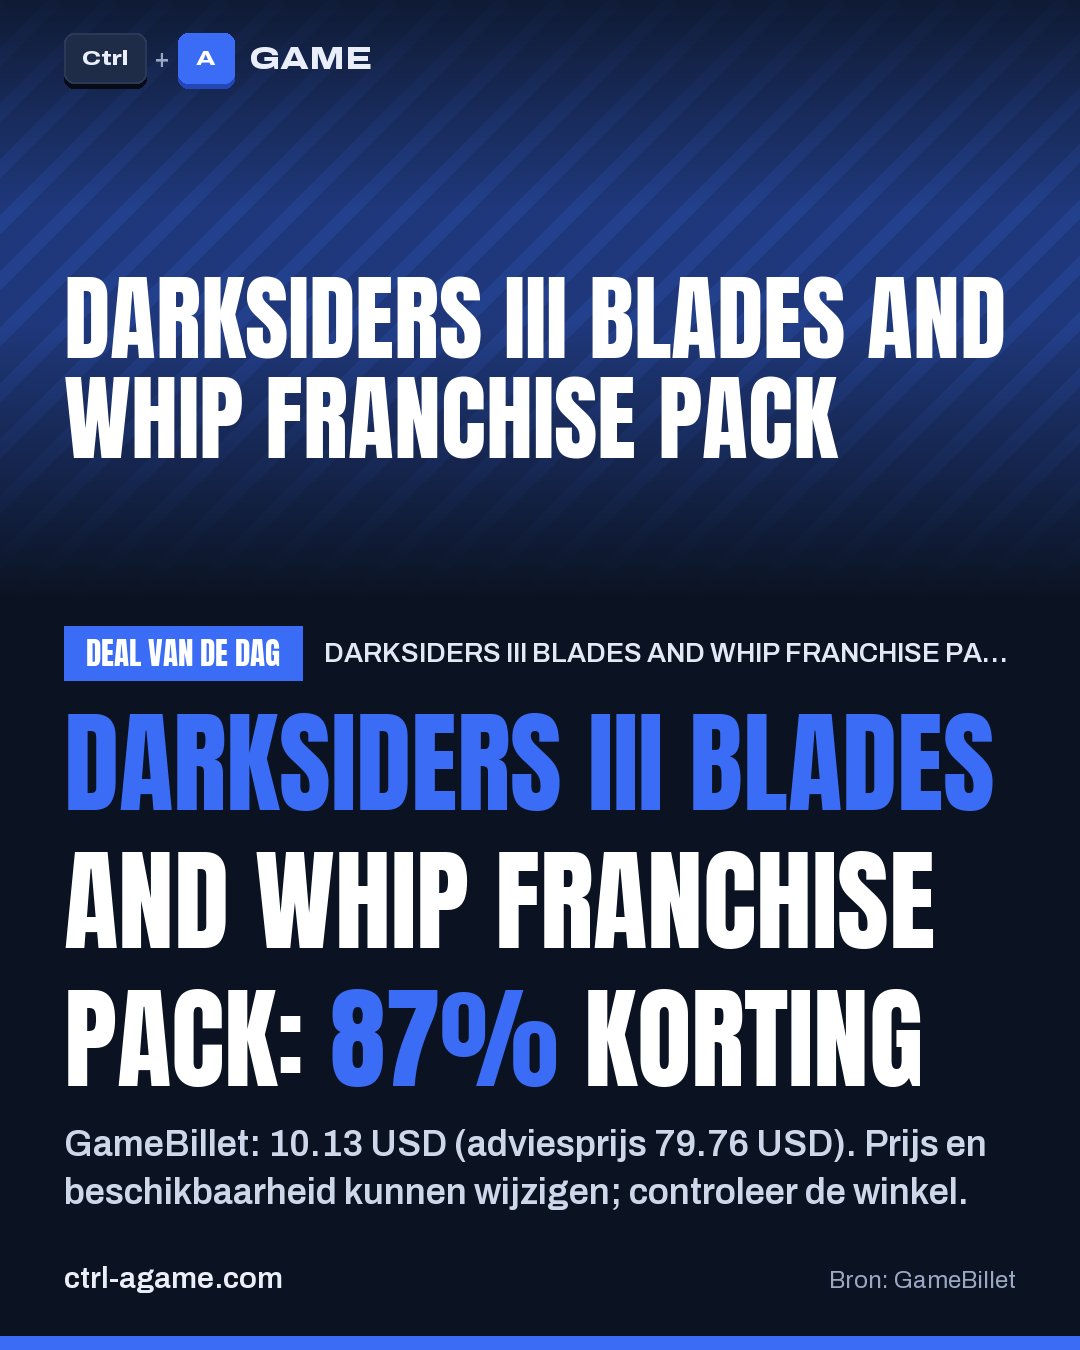 Ctrl + A GAME
DARKSIDERS III BLADES AND
WHIP FRANCHISE PACK
DEAL VAN DE DAG DARKSIDERS III BLADES AND WHIP FRANCHISE PA...
DARKSIDERS III BLADES
AND WHIP FRANCHISE
PACK: 87% KORTING
GameBillet: 10.13 USD (adviesprijs 79.76 USD). Prijs en
beschikbaarheid kunnen wijzigen; controleer de winkel.
ctrl-agame.com Bron: GameBillet